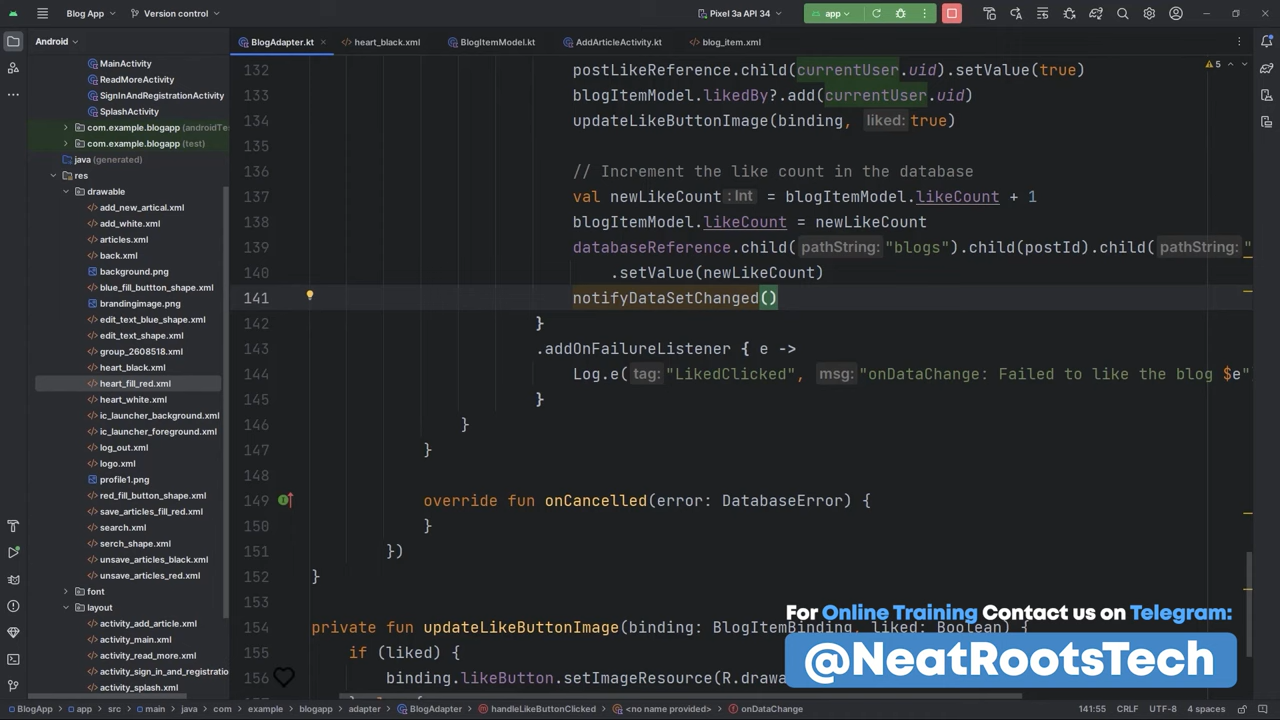 Blog App
Version control
Pixel 3a API 34
app
Android
BlogAdapter.kt
heart_black.xml
BlogItemModel.kt
AddArticleActivity.kt
blog_item.xml
MainActivity
ReadMoreActivity
SignInAndRegistrationActivity
SplashActivity
com.example.blogapp (androidTes
com.example.blogapp (test)
java (generated)
res
drawable
add_new_artical.xml
add_white.xml
articles.xml
back.xml
background.png
blue_fill_buttton_shape.xml
brandingimage.png
edit_text_blue_shape.xml
edit_text_shape.xml
group_2608518.xml
heart_black.xml
heart_fill_red.xml
heart_white.xml
ic_launcher_background.xml
ic_launcher_foreground.xml
log_out.xml
logo.xml
profile1.png
red_fill_button_shape.xml
save_articles_fill_red.xml
search.xml
serch_shape.xml
unsave_articles_black.xml
unsave_articles_red.xml
font
layout
activity_add_article.xml
activity_main.xml
activity_read_more.xml
activity_sign_in_and_registratio
activity_splash.xml
5
132 postLikeReference.child(currentUser.uid).setValue(true)
133 blogItemModel.likedBy?.add(currentUser.uid)
134 updateLikeButtonImage(binding, liked: true)
135
136 // Increment the like count in the database
137 val newLikeCount : Int = blogItemModel.likeCount + 1
138 blogItemModel.likeCount = newLikeCount
139 databaseReference.child( pathString: "blogs").child(postId).child( pathString: "
140 .setValue(newLikeCount)
141 notifyDataSetChanged()
142 }
143 .addOnFailureListener { e ->
144 Log.e( tag: "LikedClicked", msg: "onDataChange: Failed to like the blog $e"
145 }
146 }
147 }
148
149 override fun onCancelled(error: DatabaseError) {
150 }
151 })
152 }
153
154 private fun updateLikeButtonImage(binding: BlogItemBinding, liked: Boolean) {
155 if (liked) {
156 binding.likeButton.setImageResource(R.drawa
For Online Training Contact us on Telegram:
@NeatRootsTech
Blog App > app > src > main > java > com > example > blogapp > adapter > BlogAdapter > handleLikeButtonClicked > <no name provided> > onDataChange
141:55 CRLF UTF-8 4 spaces